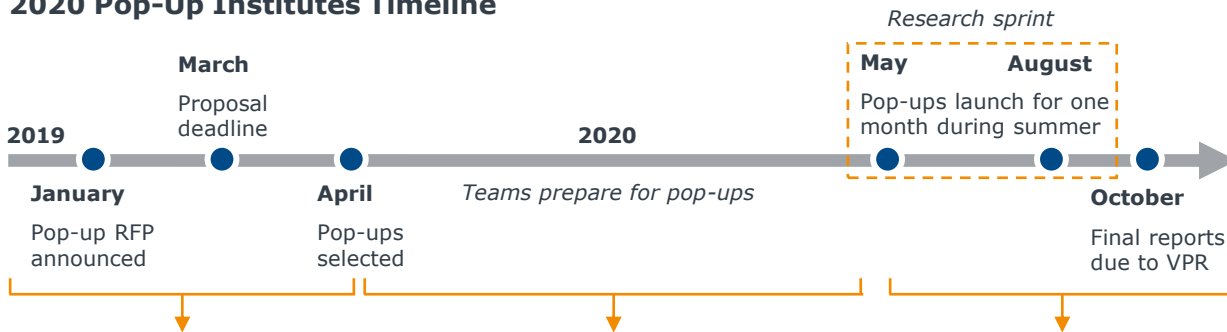 2020 Pop-Up Institutes Timeline
Research sprint
March
Proposal
deadline
May
August
Pop-ups launch for one
month during summer
2019
2020
January
Pop-up RFP
announced
April
Pop-ups
selected
Teams prepare for pop-ups
October
Final reports
due to VPR